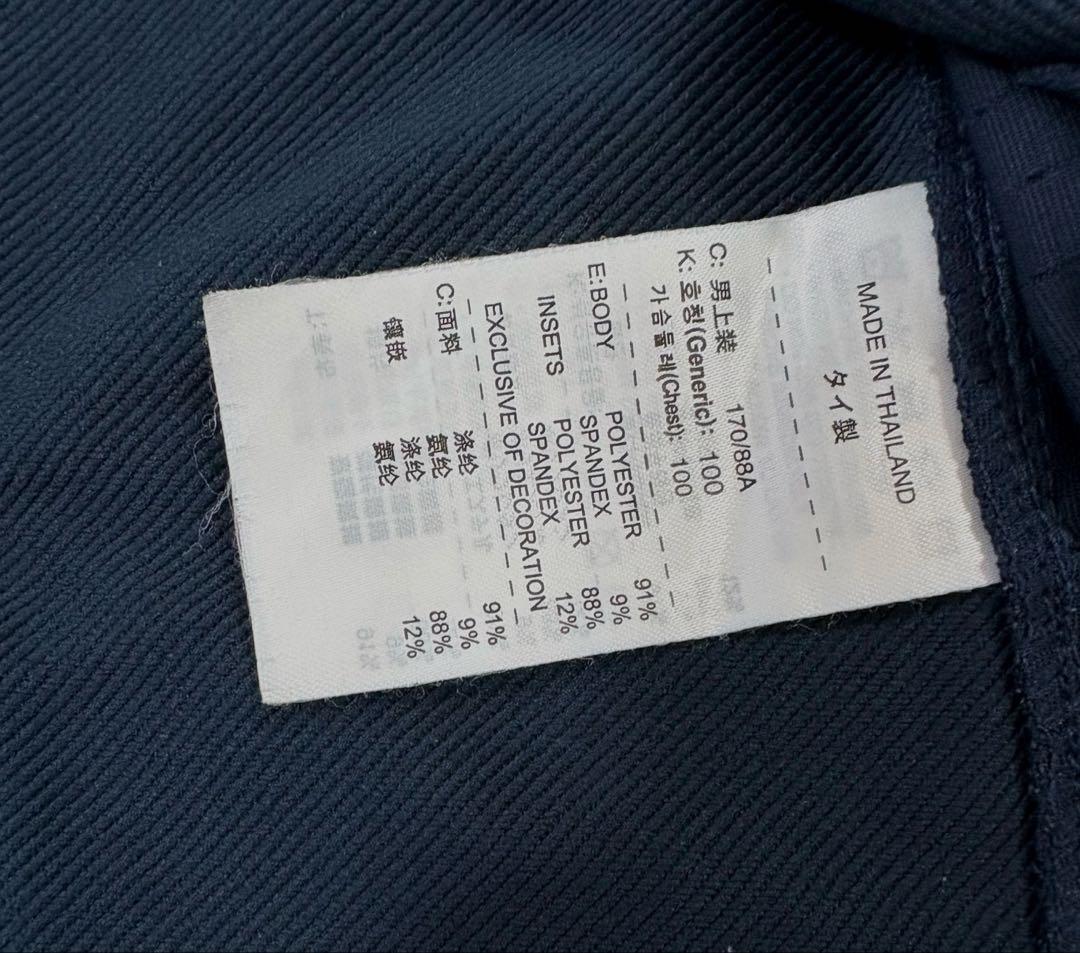 MADE IN THAILAND
タイ製
- - - - - - - - - - -
C: 男上装 170/88A
K: 호칭(Generic): 100
가슴둘레(Chest): 100
- - - - - - - - - - -
E:BODY POLYESTER 91%
SPANDEX 9%
INSETS POLYESTER 88%
SPANDEX 12%
EXCLUSIVE OF DECORATION
- - - - - - - - - - -
C:面料 涤纶 91%
氨纶 9%
镶嵌 涤纶 88%
氨纶 12%